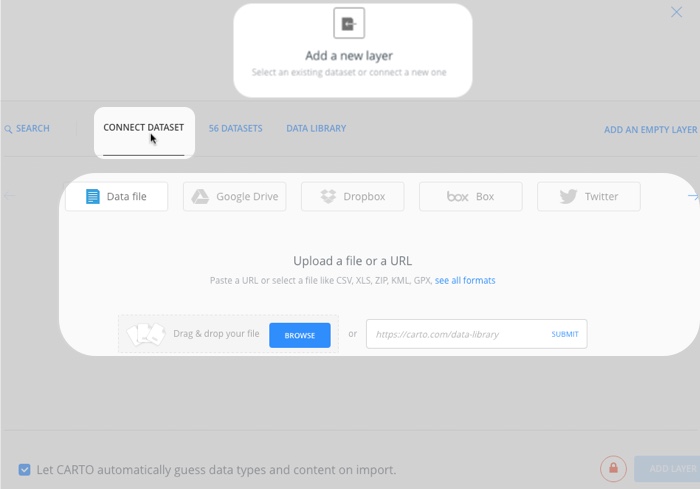 Add a new layer
Select an existing dataset or connect a new one
SEARCH
CONNECT DATASET
56 DATASETS
DATA LIBRARY
ADD AN EMPTY LAYER
Data file
Google Drive
Dropbox
box Box
Twitter
Upload a file or a URL
Paste a URL or select a file like CSV, XLS, ZIP, KML, GPX, see all formats
Drag & drop your file
BROWSE
or
https://carto.com/data-library
SUBMIT
Let CARTO automatically guess data types and content on import.
ADD LAYER